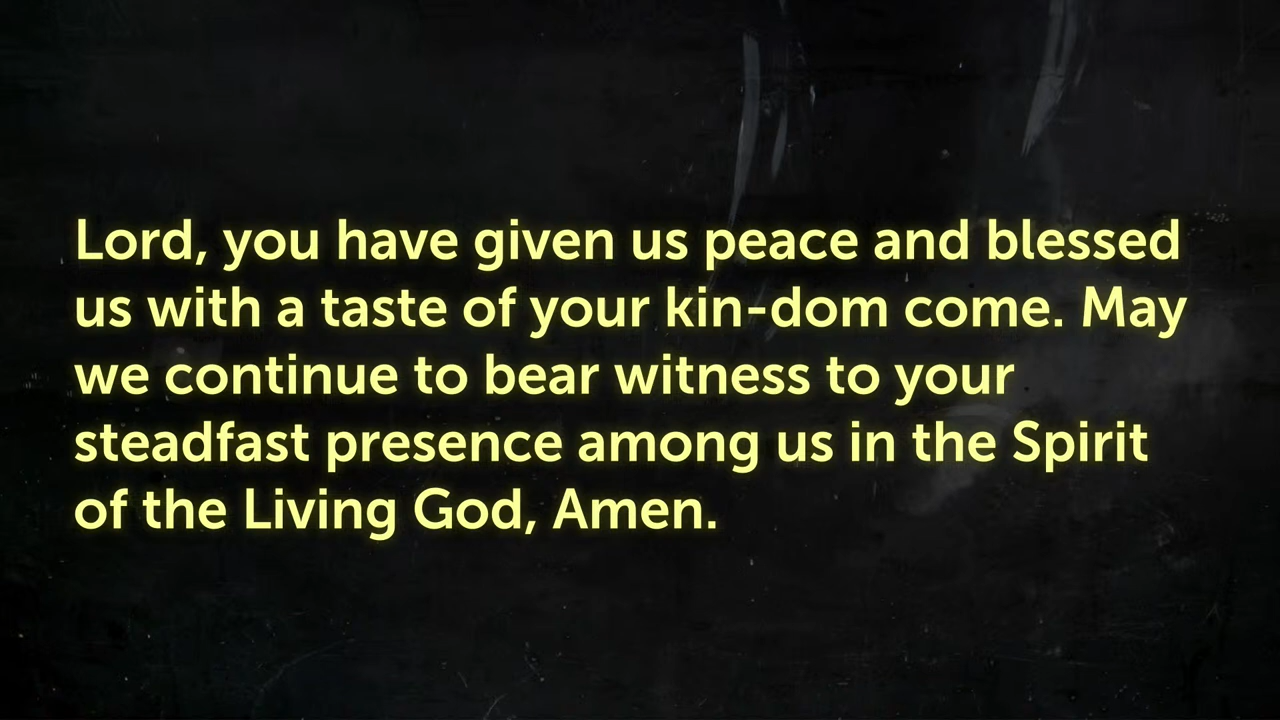 Lord, you have given us peace and blessed
us with a taste of your kin-dom come. May
we continue to bear witness to your
steadfast presence among us in the Spirit
of the Living God, Amen.